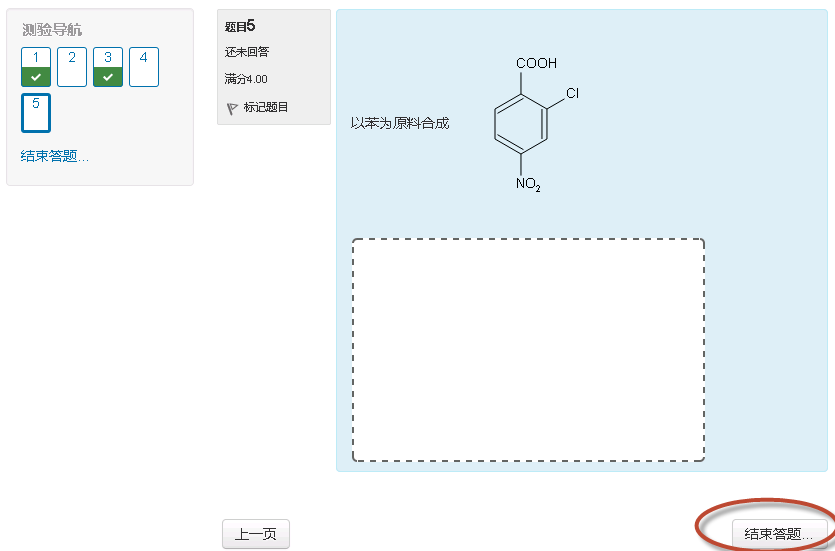 测验导航
1 2 3 4
5
结束答题...
题目5
还未回答
满分4.00
标记题目
以苯为原料合成
COOH
Cl
NO2
上一页
结束答题...